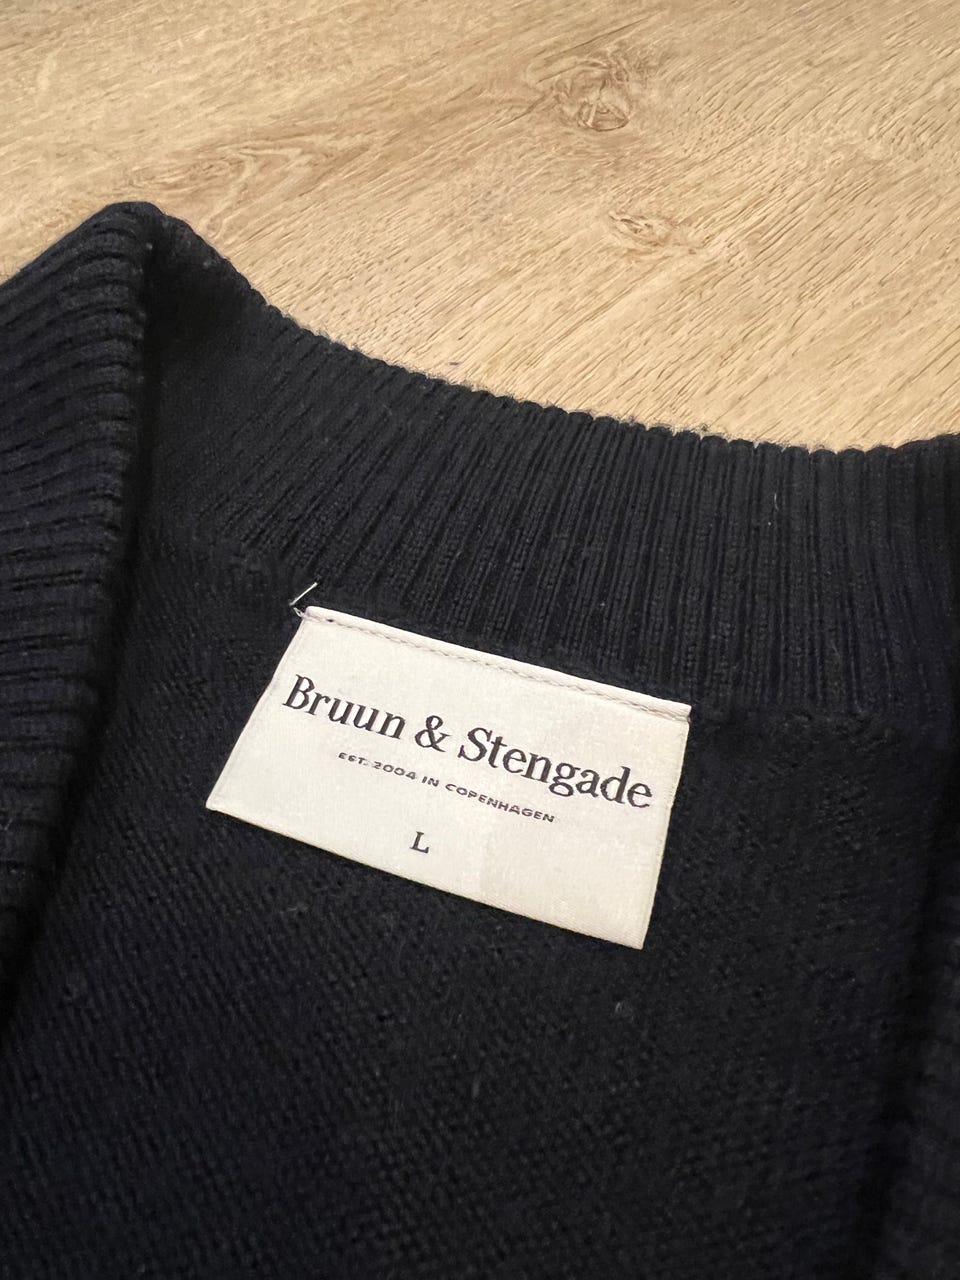 Bruun & Stengade
EST. 2004 IN COPENHAGEN
L